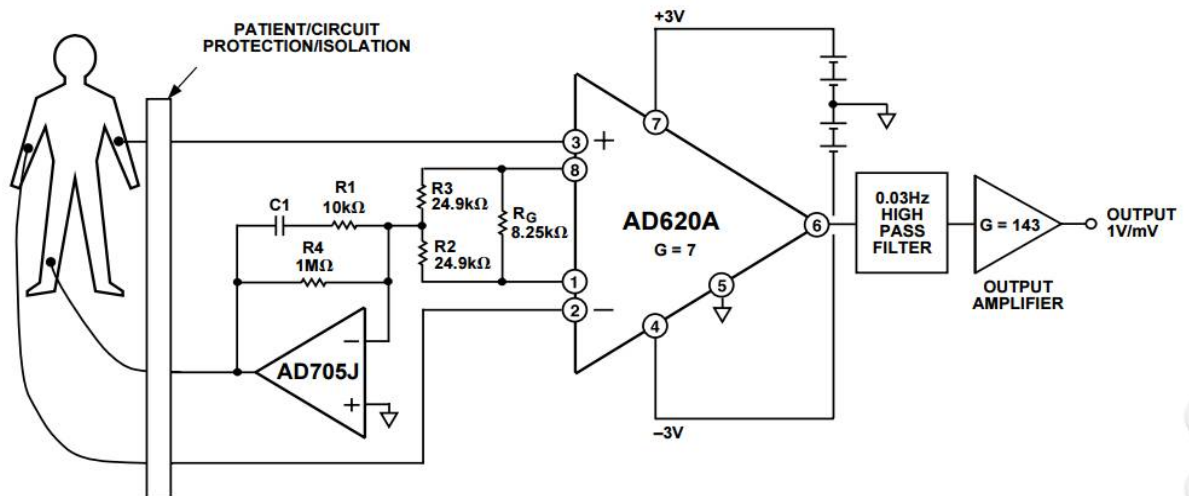 PATIENT/CIRCUIT
PROTECTION/ISOLATION
+3V
3
+
7
8
C1
R1
10kΩ
R3
24.9kΩ
RG
8.25kΩ
AD620A
G = 7
6
0.03Hz
HIGH
PASS
FILTER
G = 143
OUTPUT
1V/mV
OUTPUT
AMPLIFIER
R4
1MΩ
R2
24.9kΩ
1
2
–
5
4
AD705J
–
+
–3V